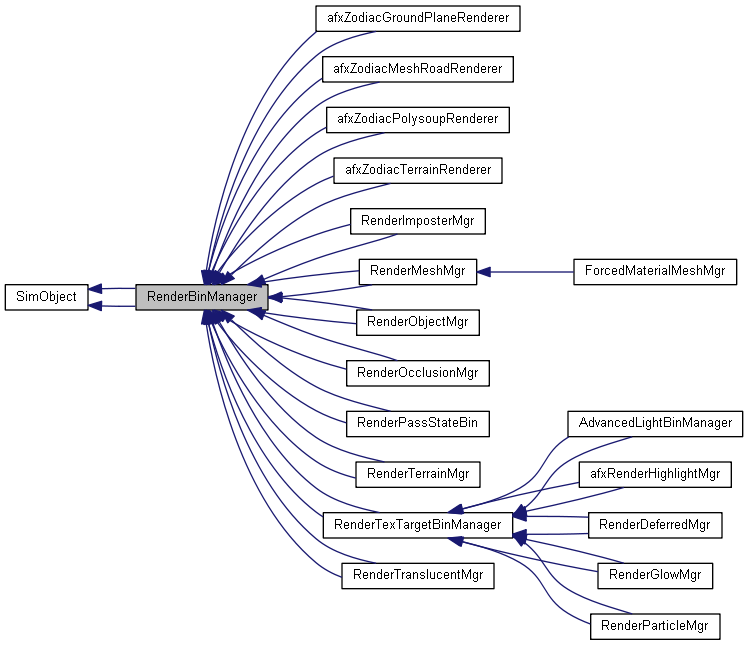 afxZodiacGroundPlaneRenderer
afxZodiacMeshRoadRenderer
afxZodiacPolysoupRenderer
afxZodiacTerrainRenderer
RenderImposterMgr
RenderMeshMgr
ForcedMaterialMeshMgr
SimObject
RenderBinManager
RenderObjectMgr
RenderOcclusionMgr
RenderPassStateBin
AdvancedLightBinManager
RenderTerrainMgr
afxRenderHighlightMgr
RenderTexTargetBinManager
RenderDeferredMgr
RenderTranslucentMgr
RenderGlowMgr
RenderParticleMgr